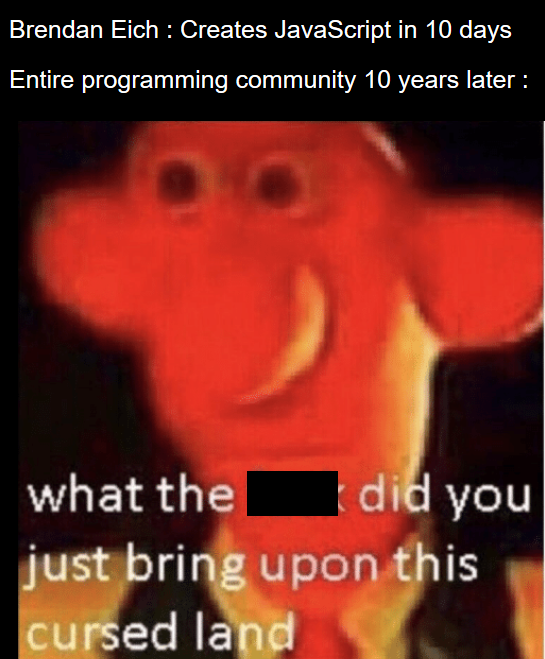 Brendan Eich : Creates JavaScript in 10 days
Entire programming community 10 years later :
what the did you
just bring upon this
cursed land